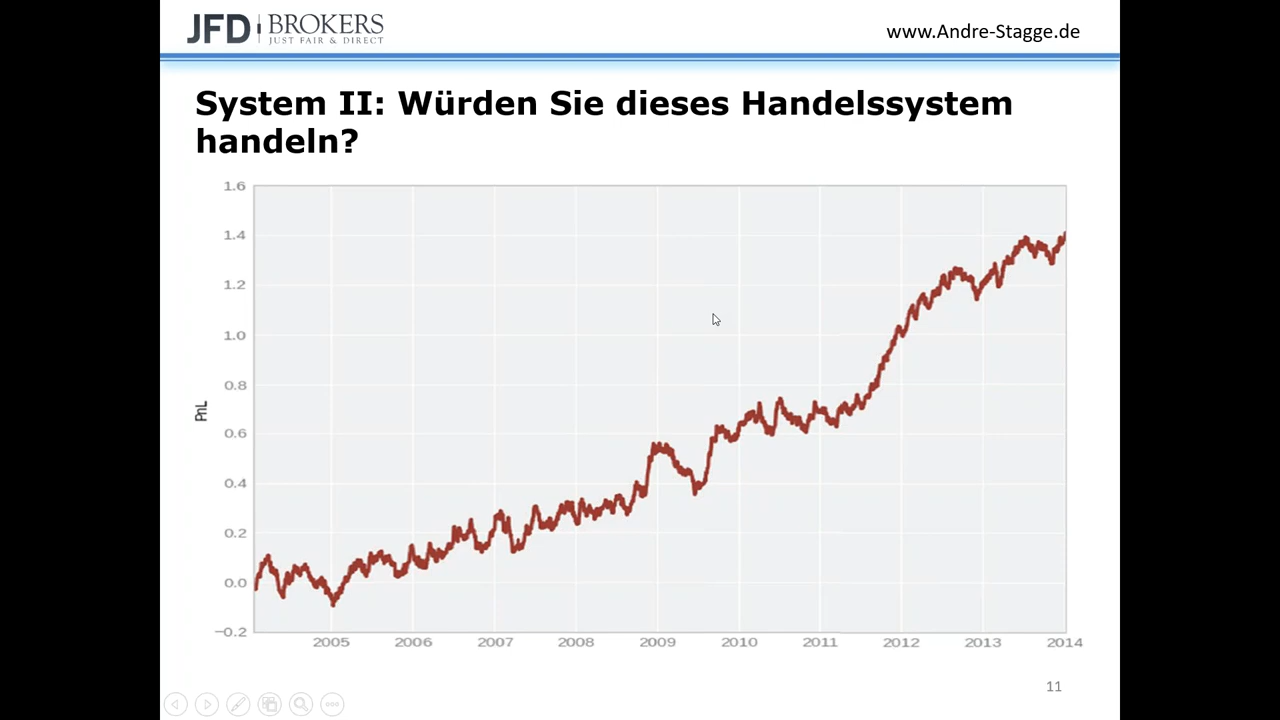 JFD BROKERS
JUST FAIR & DIRECT
www.Andre-Stagge.de
System II: Würden Sie dieses Handelssystem
handeln?
1.6
1.4
1.2
1.0
0.8
0.6
0.4
0.2
0.0
−0.2
PnL
2005 2006 2007 2008 2009 2010 2011 2012 2013 2014
11